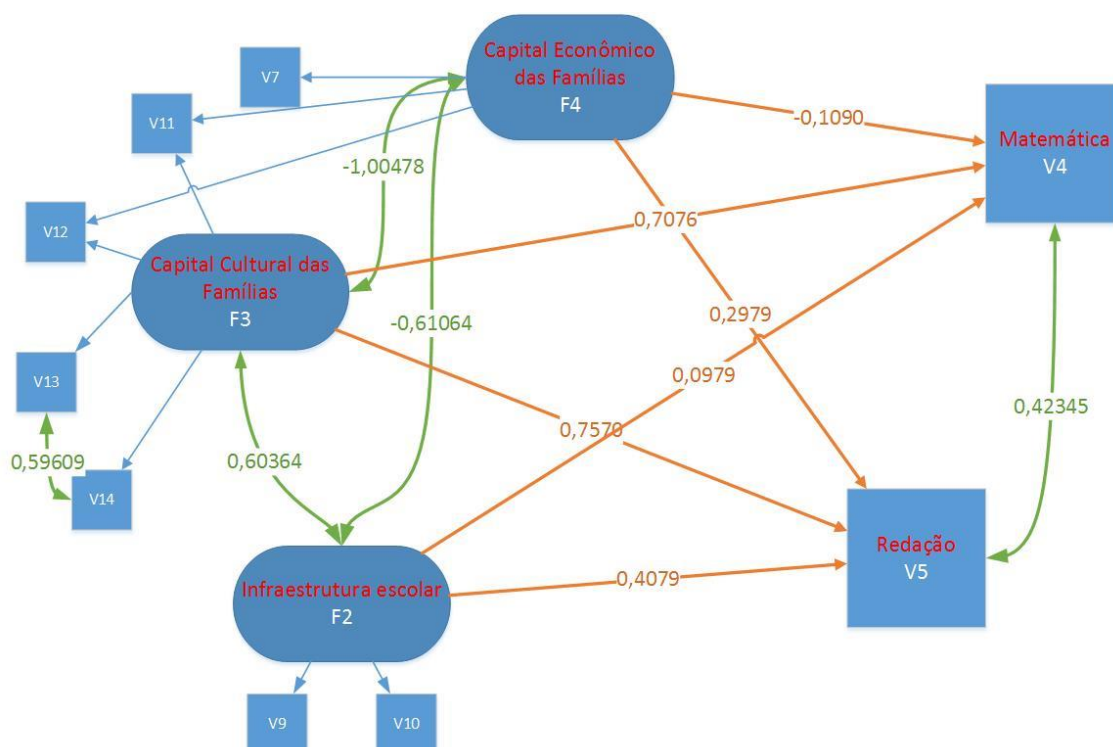 Capital Econômico
das Famílias
F4
V7
V11
-0,1090
Matemática
V4
-1,00478
0,7076
V12
Capital Cultural das
Famílias
F3
-0,61064
0,2979
V13
0,0979
0,42345
0,7570
0,59609
0,60364
V14
Redação
V5
Infraestrutura escolar
F2
0,4079
V9
V10